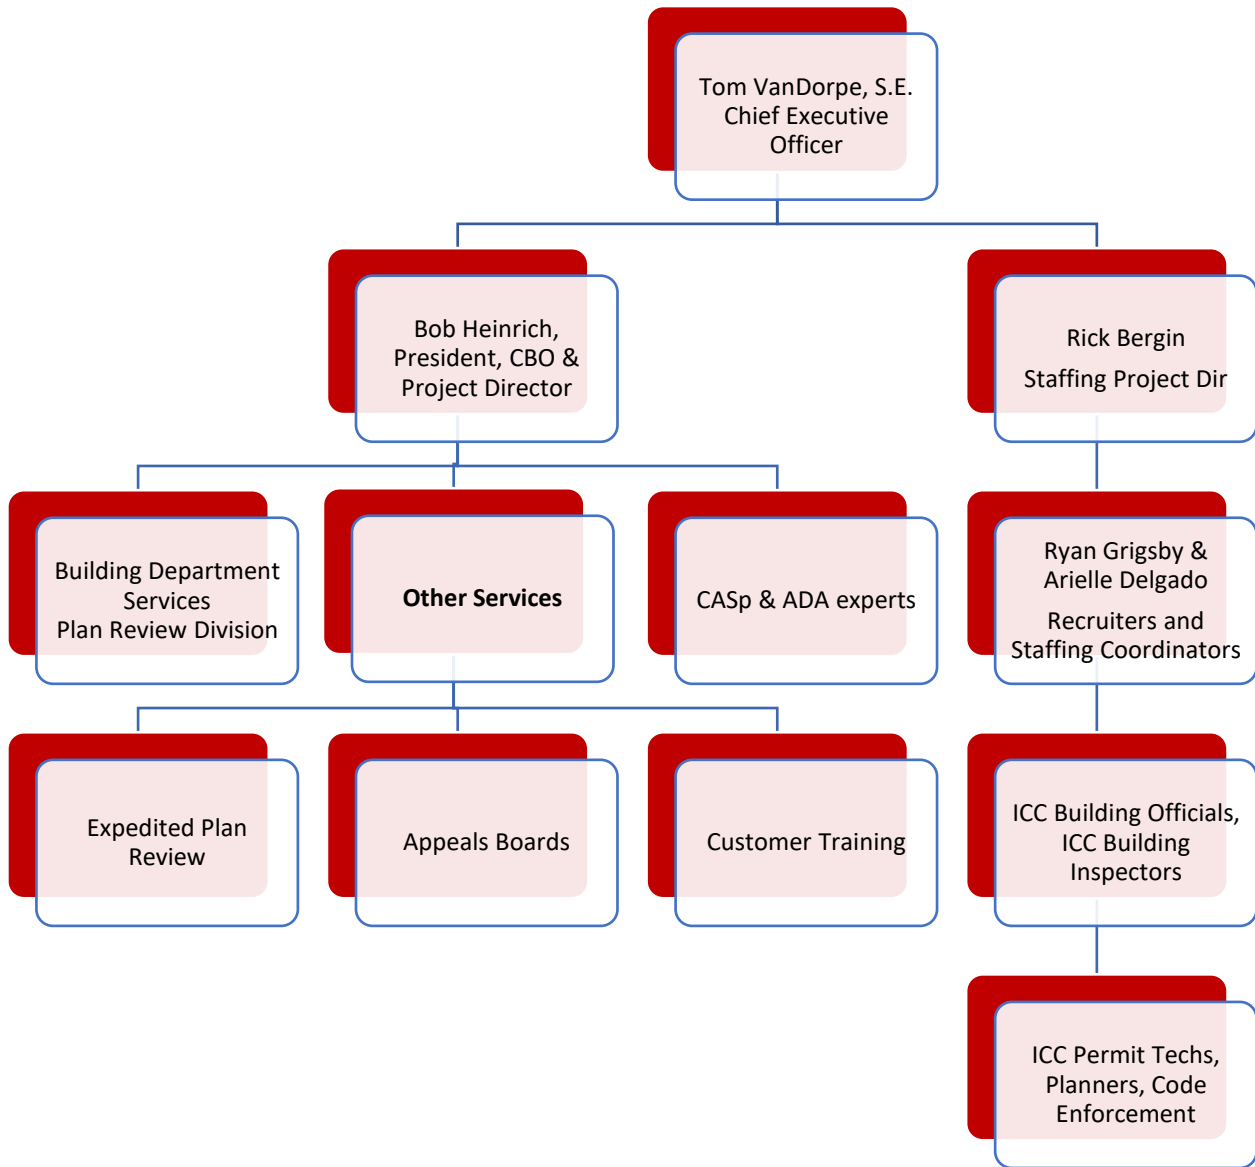 Tom VanDorpe, S.E.
Chief Executive
Officer
Bob Heinrich,
President, CBO &
Project Director
Rick Bergin
Staffing Project Dir
Building Department
Services
Plan Review Division
Other Services
CASp & ADA experts
Ryan Grigsby &
Arielle Delgado
Recruiters and
Staffing Coordinators
Expedited Plan
Review
Appeals Boards
Customer Training
ICC Building Officials,
ICC Building
Inspectors
ICC Permit Techs,
Planners, Code
Enforcement